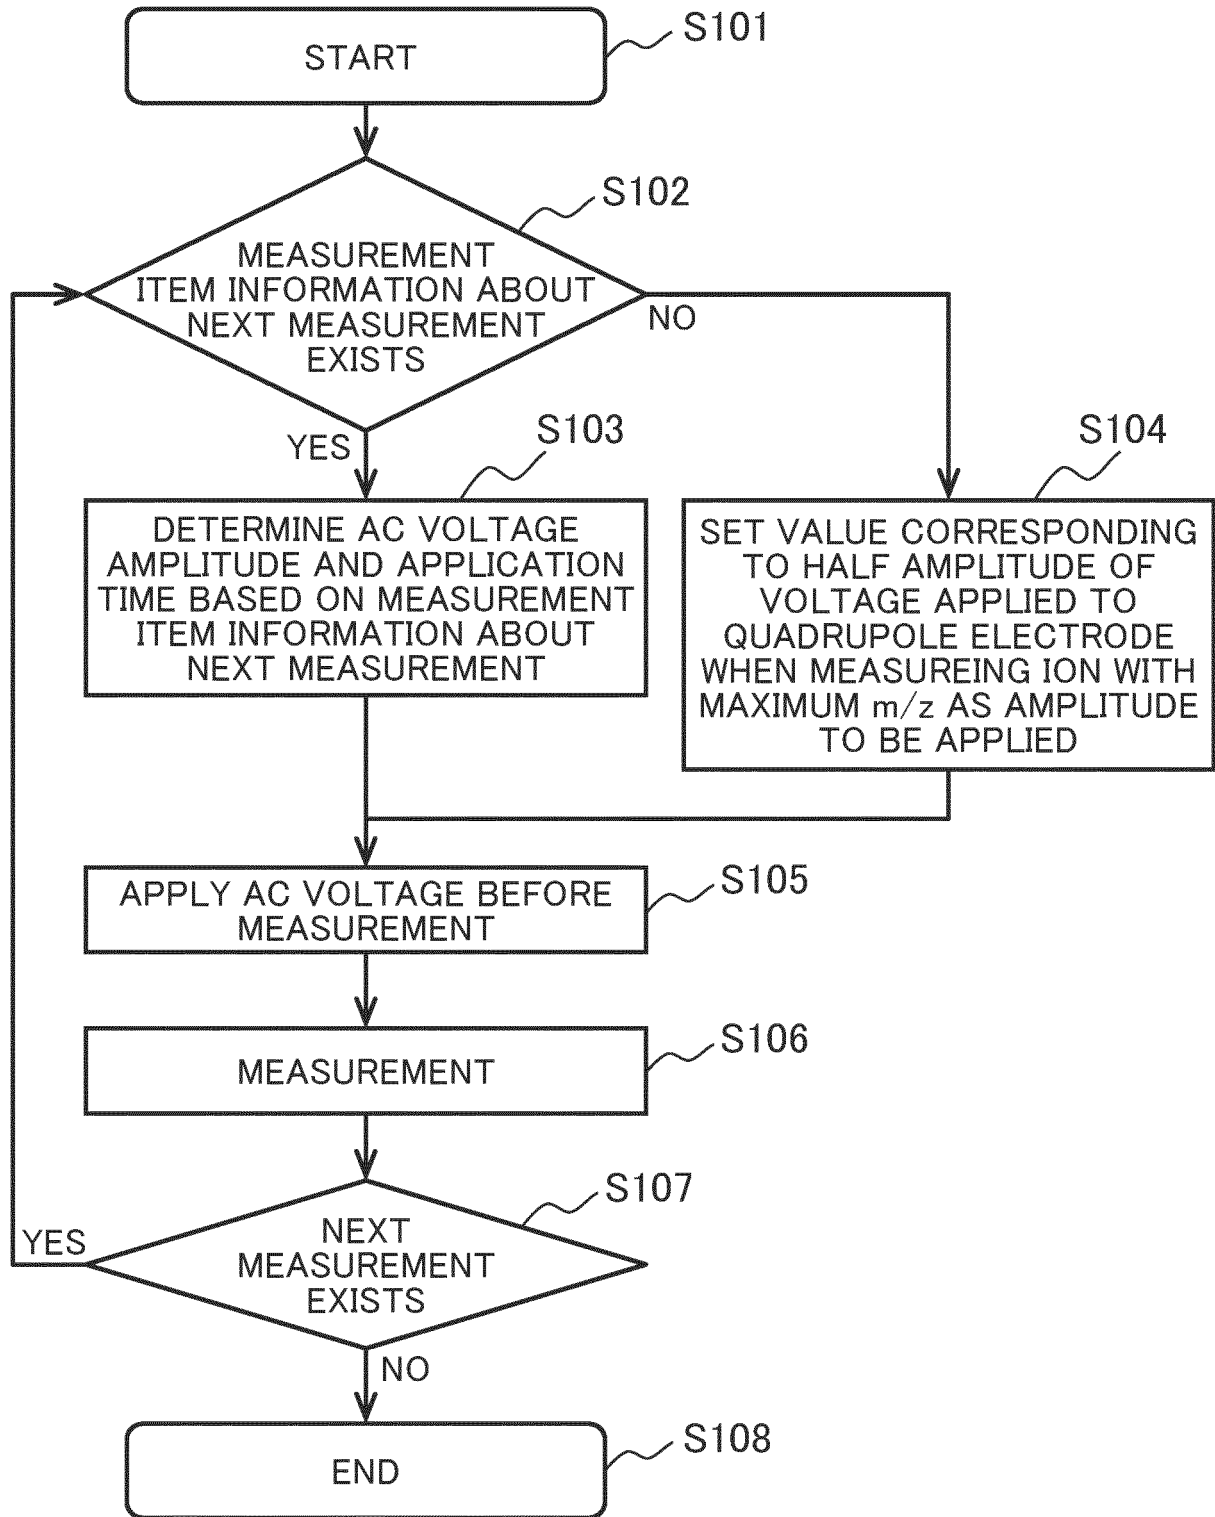 START
S101
S102
MEASUREMENT
ITEM INFORMATION ABOUT
NEXT MEASUREMENT
EXISTS
NO
YES
S103
DETERMINE AC VOLTAGE
AMPLITUDE AND APPLICATION
TIME BASED ON MEASUREMENT
ITEM INFORMATION ABOUT
NEXT MEASUREMENT
S104
SET VALUE CORRESPONDING
TO HALF AMPLITUDE OF
VOLTAGE APPLIED TO
QUADRUPOLE ELECTRODE
WHEN MEASUREING ION WITH
MAXIMUM m/z AS AMPLITUDE
TO BE APPLIED
S105
APPLY AC VOLTAGE BEFORE
MEASUREMENT
S106
MEASUREMENT
S107
NEXT
MEASUREMENT
EXISTS
YES
NO
S108
END